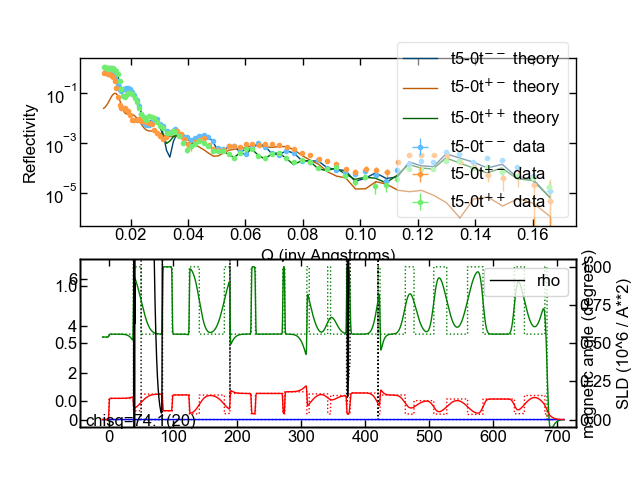 t5-0t−− theory
t5-0t+− theory
t5-0t++ theory
t5-0t−− data
t5-0t+− data
t5-0t++ data
Reflectivity
10−1
10−3
10−5
0.02 0.04 0.06 0.08 0.10 0.12 0.14 0.16
Q (inv Angstroms)
rho
6
4
2
0
1.0
0.5
0.0
chisq=74.1(20)
0 100 200 300 400 500 600 700
magnetic angle (degrees)
SLD (10^6 / A**2)